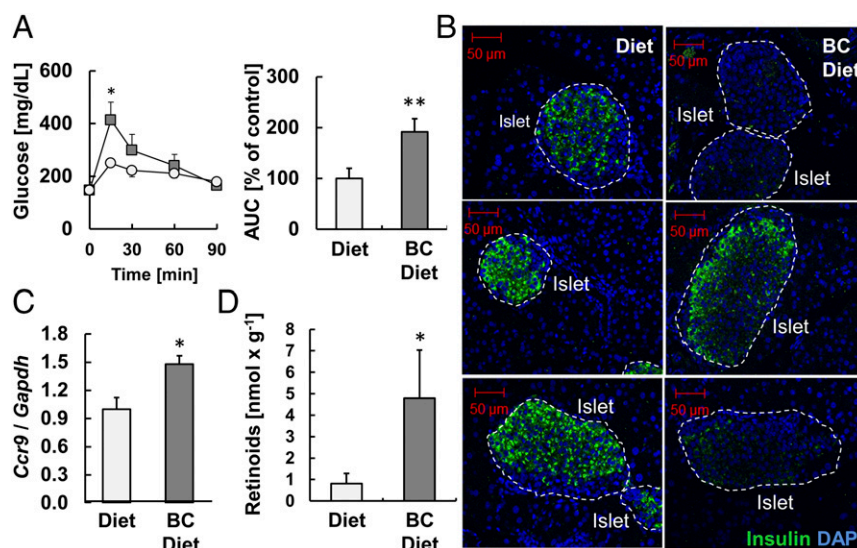 A
Glucose [mg/dL]
600
400
200
0
*
0 30 60 90
Time [min]
AUC [% of control]
300
200
100
0
**
Diet
BC
Diet
B
50 µm
Diet
Islet
50 µm
BC
Diet
Islet
Islet
50 µm
Islet
50 µm
Islet
50 µm
Islet
Islet
50 µm
Islet
Insulin DAP
C
Ccr9 / Gapdh
1.8
1.5
1.2
0.9
0.6
0.3
0.0
*
Diet
BC
Diet
D
Retinoids [nmol x g⁻¹]
8
7
6
5
4
3
2
1
0
*
Diet
BC
Diet